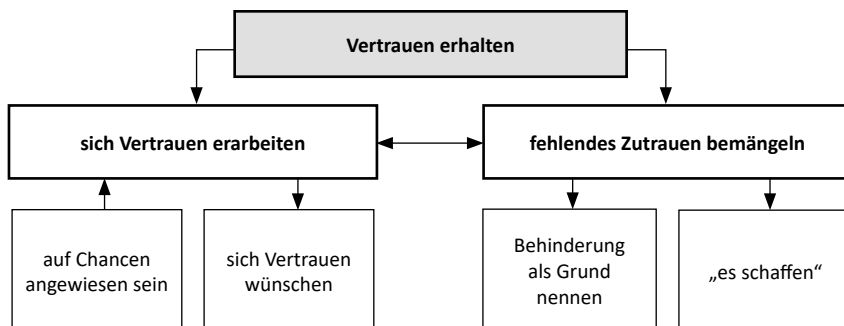 Vertrauen erhalten
sich Vertrauen erarbeiten
fehlendes Zutrauen bemängeln
auf Chancen
angewiesen sein
sich Vertrauen
wünschen
Behinderung
als Grund
nennen
„es schaffen“